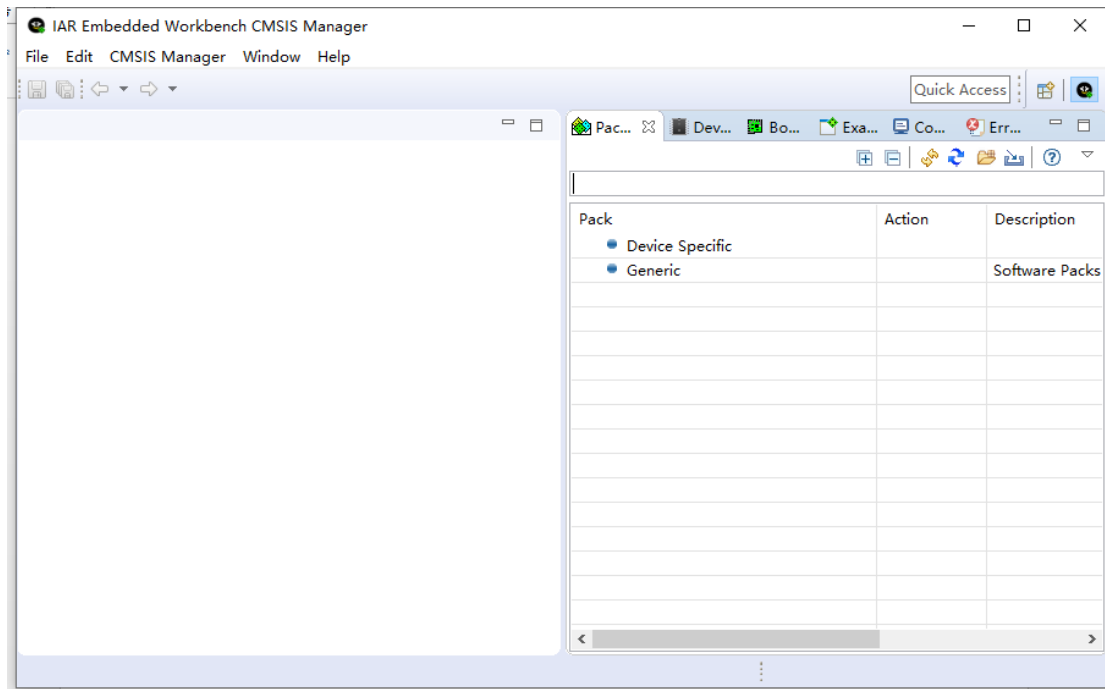 IAR Embedded Workbench CMSIS Manager
File Edit CMSIS Manager Window Help
Quick Access
Pac... Dev... Bo... Exa... Co... Err...
Pack Action Description
Device Specific
Generic Software Packs